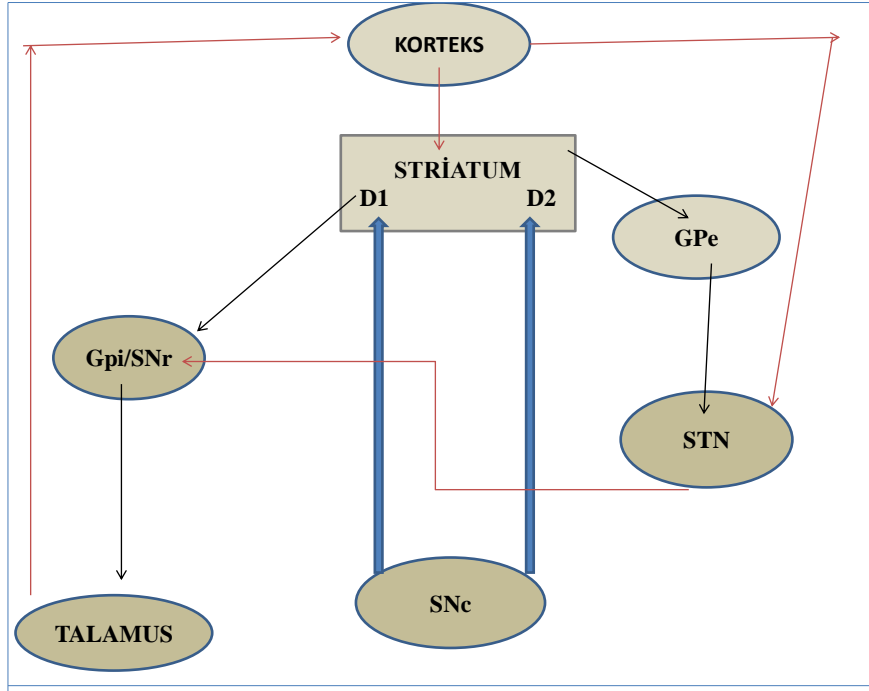 KORTEKS
STRİATUM
D1 D2
GPe
Gpi/SNr
STN
SNc
TALAMUS